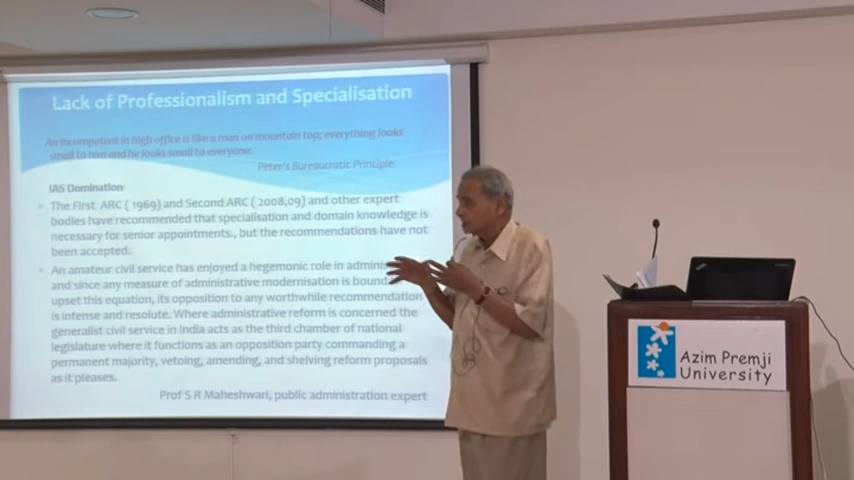 Lack of Professionalism and Specialisation
An incompetent in high office is like a man on mountain top; everything looks
small to him and he looks small to everyone.
Peter's Bureaucratic Principle
IAS Domination
The First ARC ( 1969) and Second ARC ( 2008,09) and other expert
bodies have recommended that specialisation and domain knowledge is
necessary for senior appointments., but the recommendations have not
been accepted.
An amateur civil service has enjoyed a hegemonic role in
and since any measure of administrative modernisation is
upset this equation, its opposition to any worthwhile recommendation
is intense and resolute. Where administrative reform is concerned the
generalist civil service in India acts as the third chamber of national
legislature where it functions as an opposition party commanding a
permanent majority, vetoing, amending, and shelving reform proposals
as it pleases.
Prof S R Maheshwari, public administration expert
Azim Premji
University